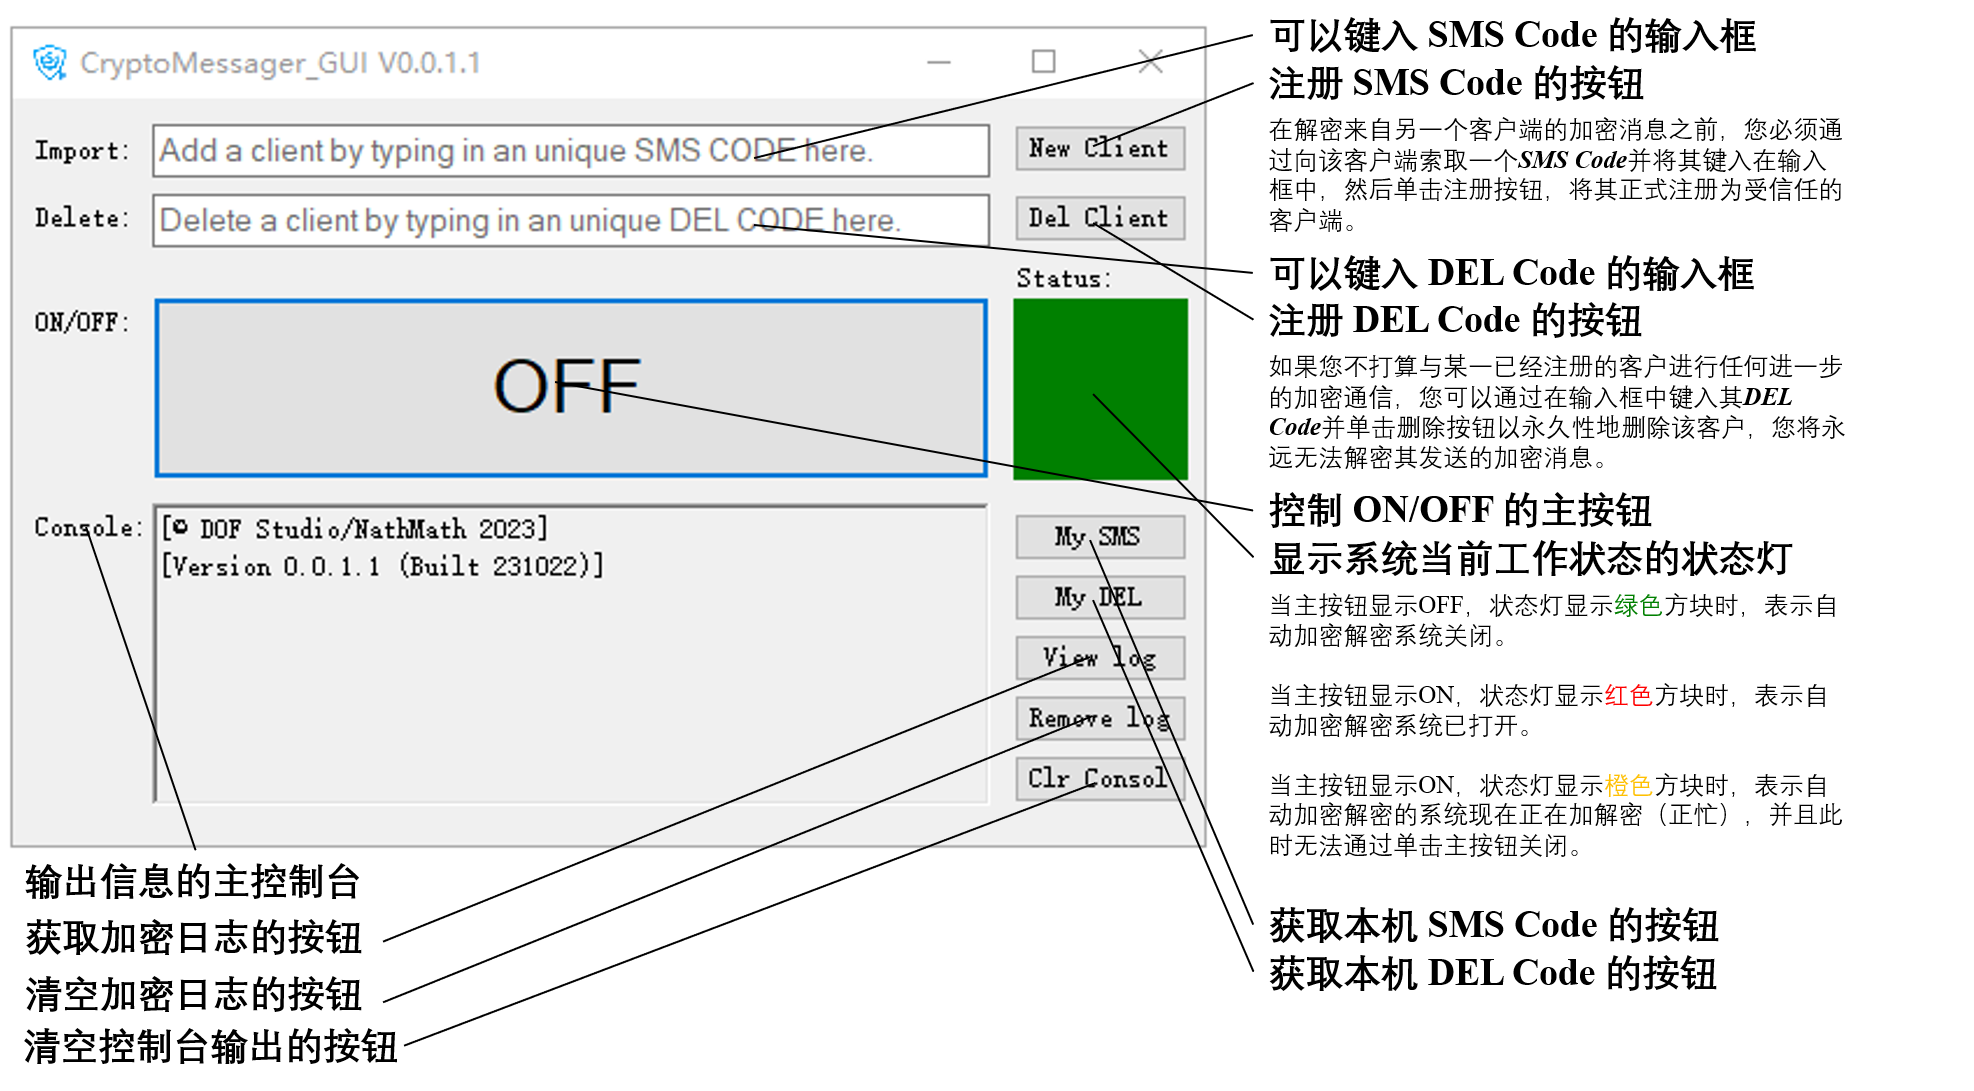 CryptoMessager_GUI V0.0.1.1
Import:
Add a client by typing in an unique SMS CODE here.
New Client
Delete:
Delete a client by typing in an unique DEL CODE here.
Del Client
Status:
ON/OFF:
OFF
Console:
[© DOF Studio/NathMath 2023]
[Version 0.0.1.1 (Built 231022)]
My SMS
My DEL
View log
Remove log
Clr Consol
输出信息的主控制台
获取加密日志的按钮
清空加密日志的按钮
清空控制台输出的按钮
可以键入 SMS Code 的输入框
注册 SMS Code 的按钮
在解密来自另一个客户端的加密消息之前，您必须通
过向该客户端索取一个SMS Code并将其键入在输入
框中，然后单击注册按钮，将其正式注册为受信任的
客户端。
可以键入 DEL Code 的输入框
注册 DEL Code 的按钮
如果您不打算与某一已经注册的客户进行任何进一步
的加密通信，您可以通过在输入框中键入其DEL
Code并单击删除按钮以永久性地删除该客户，您将永
远无法解密其发送的加密消息。
控制 ON/OFF 的主按钮
显示系统当前工作状态的状态灯
当主按钮显示OFF，状态灯显示绿色方块时，表示自
动加密解密系统关闭。
当主按钮显示ON，状态灯显示红色方块时，表示自
动加密解密系统已打开。
当主按钮显示ON，状态灯显示橙色方块时，表示自
动加密解密的系统现在正在加解密（正忙），并且此
时无法通过单击主按钮关闭。
获取本机 SMS Code 的按钮
获取本机 DEL Code 的按钮